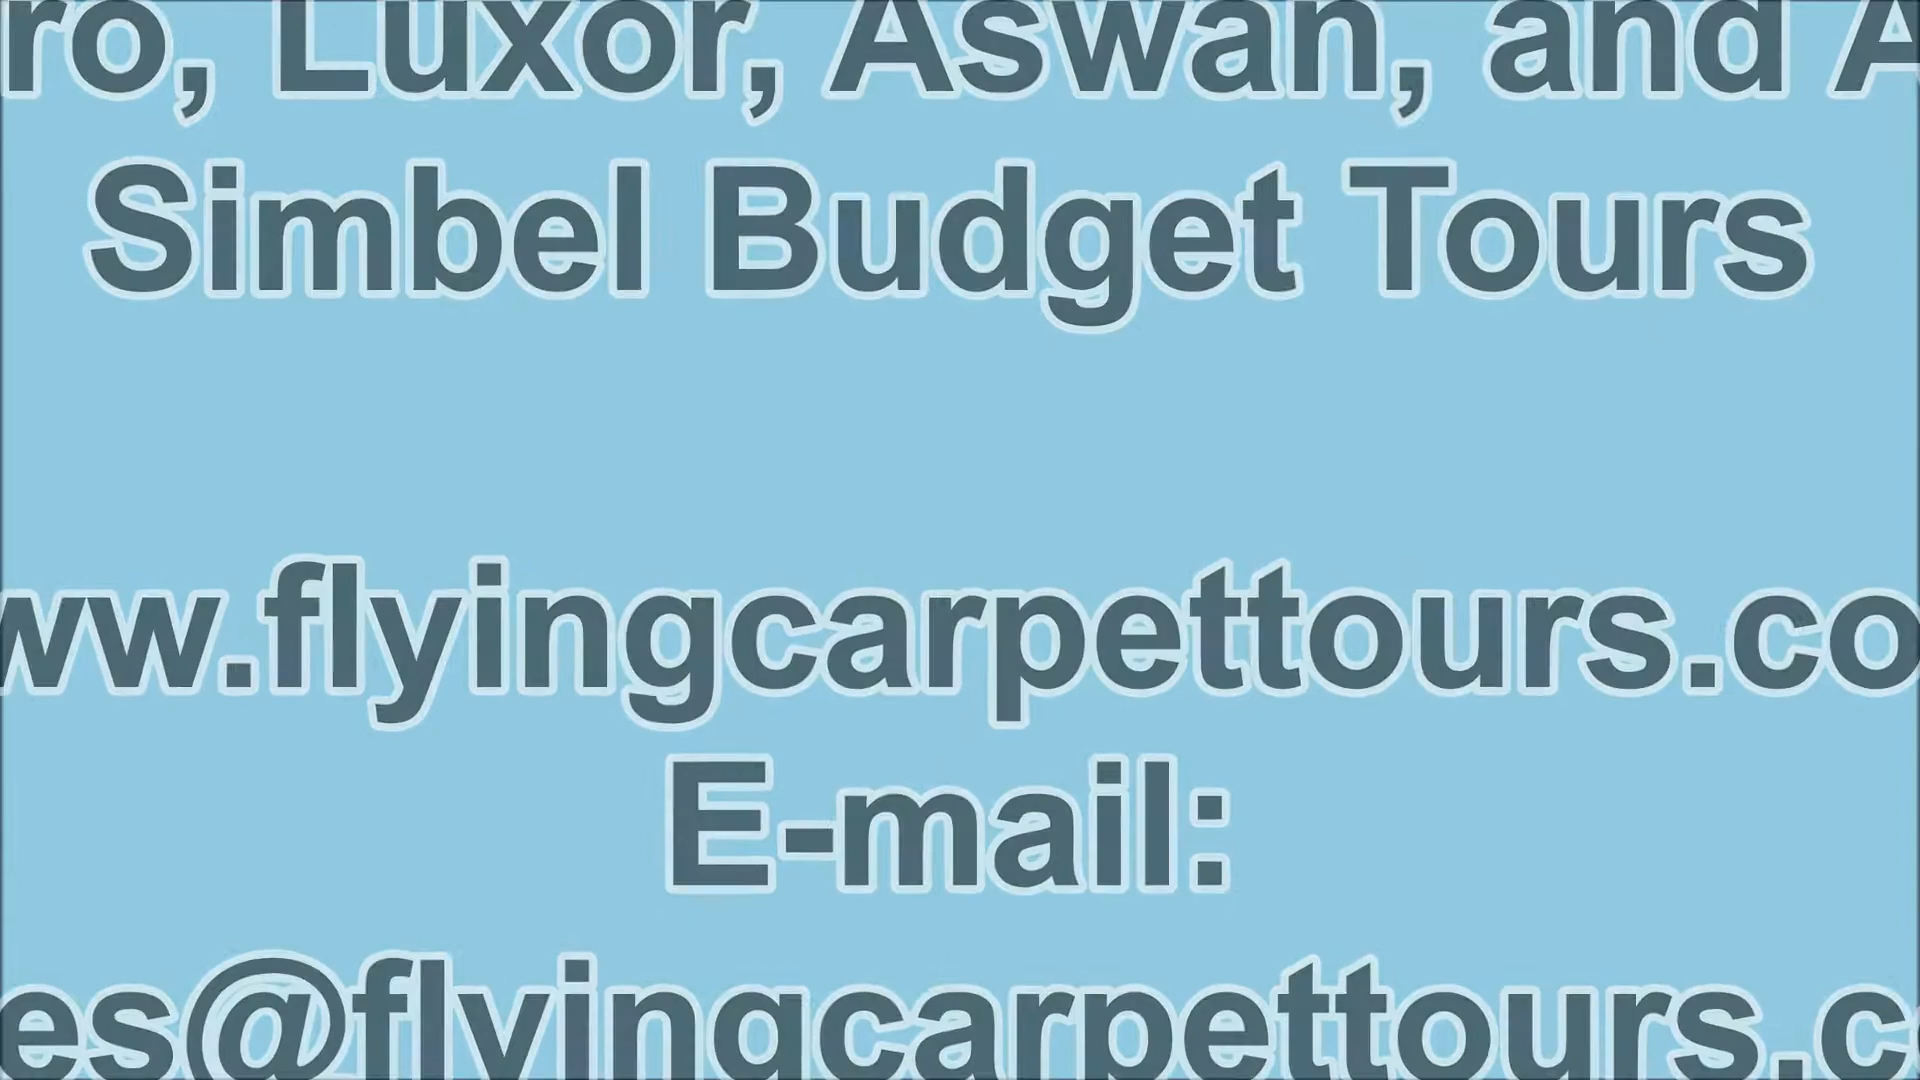 ro, Luxor, Aswan, and A
Simbel Budget Tours
ww.flyingcarpettours.co
E-mail:
es@flyingcarpettours.c